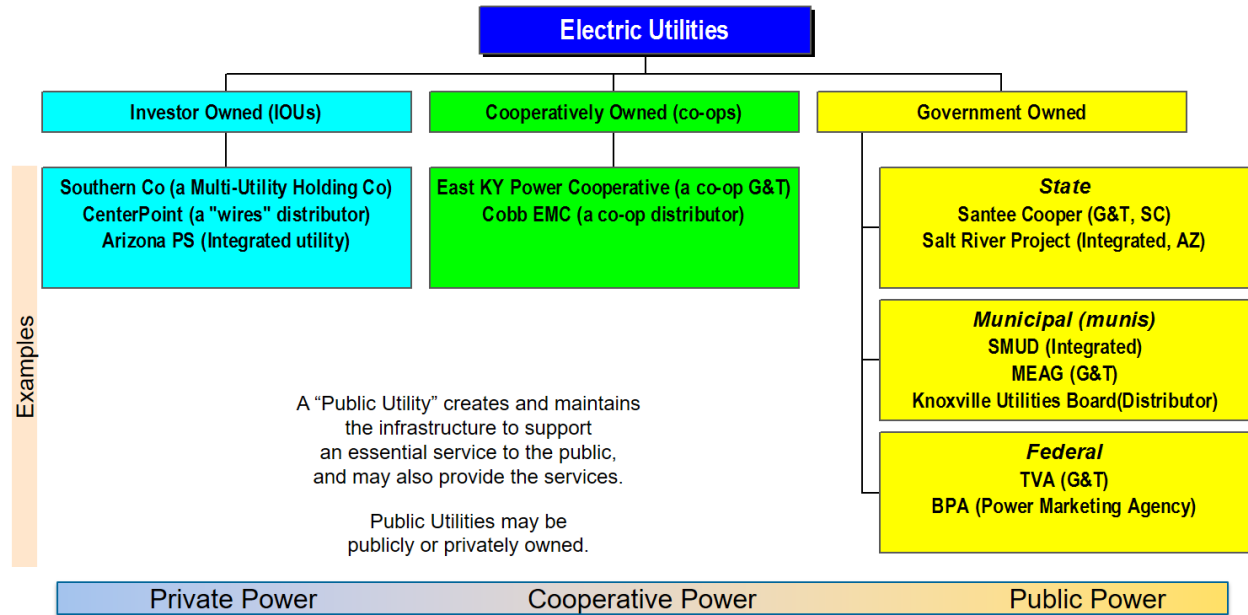 Electric Utilities
Investor Owned (IOUs)
Cooperatively Owned (co-ops)
Government Owned
Examples
Southern Co (a Multi-Utility Holding Co)
CenterPoint (a "wires" distributor)
Arizona PS (Integrated utility)
East KY Power Cooperative (a co-op G&T)
Cobb EMC (a co-op distributor)
State
Santee Cooper (G&T, SC)
Salt River Project (Integrated, AZ)
Municipal (munis)
SMUD (Integrated)
MEAG (G&T)
Knoxville Utilities Board(Distributor)
Federal
TVA (G&T)
BPA (Power Marketing Agency)
A “Public Utility” creates and maintains
the infrastructure to support
an essential service to the public,
and may also provide the services.
Public Utilities may be
publicly or privately owned.
Private Power
Cooperative Power
Public Power